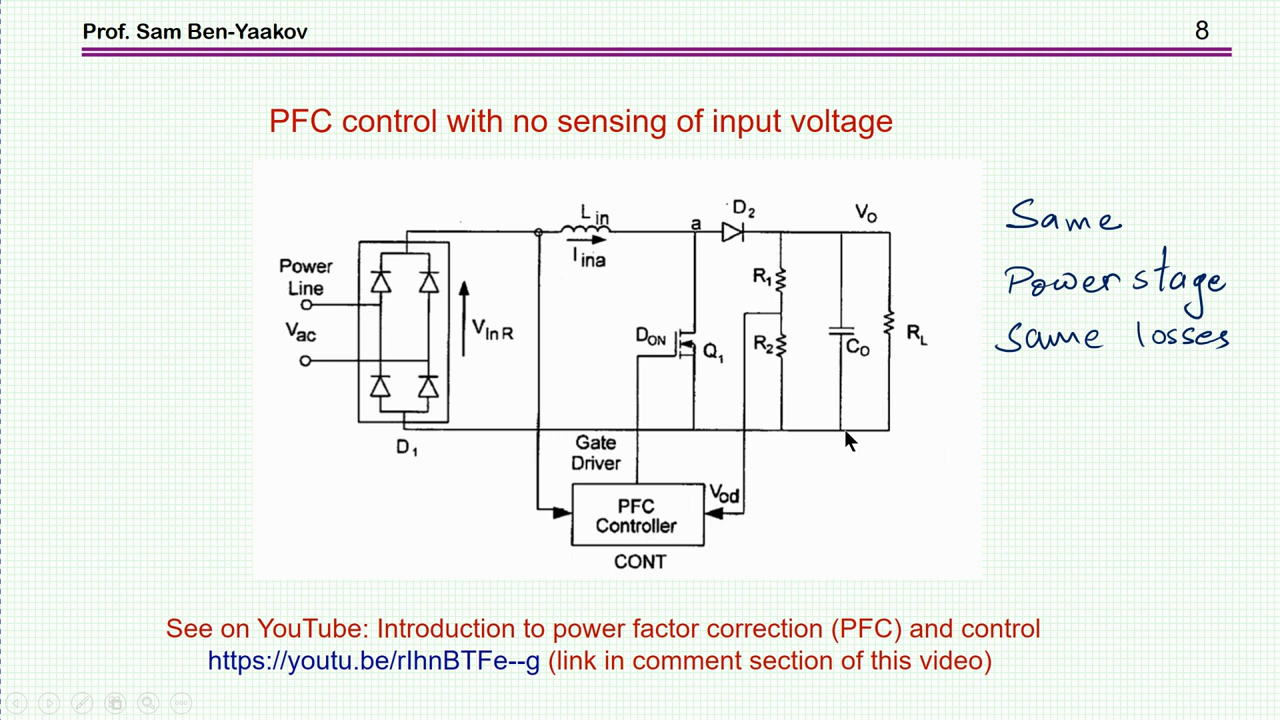 Prof. Sam Ben-Yaakov
8
PFC control with no sensing of input voltage
Power
Line
Vac
VInR
D1
Lin
Iina
a
D2
Vo
R1
R2
DON
Q1
Co
RL
Gate
Driver
PFC
Controller
Vod
CONT
Same
Power stage
Same losses
See on YouTube: Introduction to power factor correction (PFC) and control
https://youtu.be/rIhnBTFe--g (link in comment section of this video)